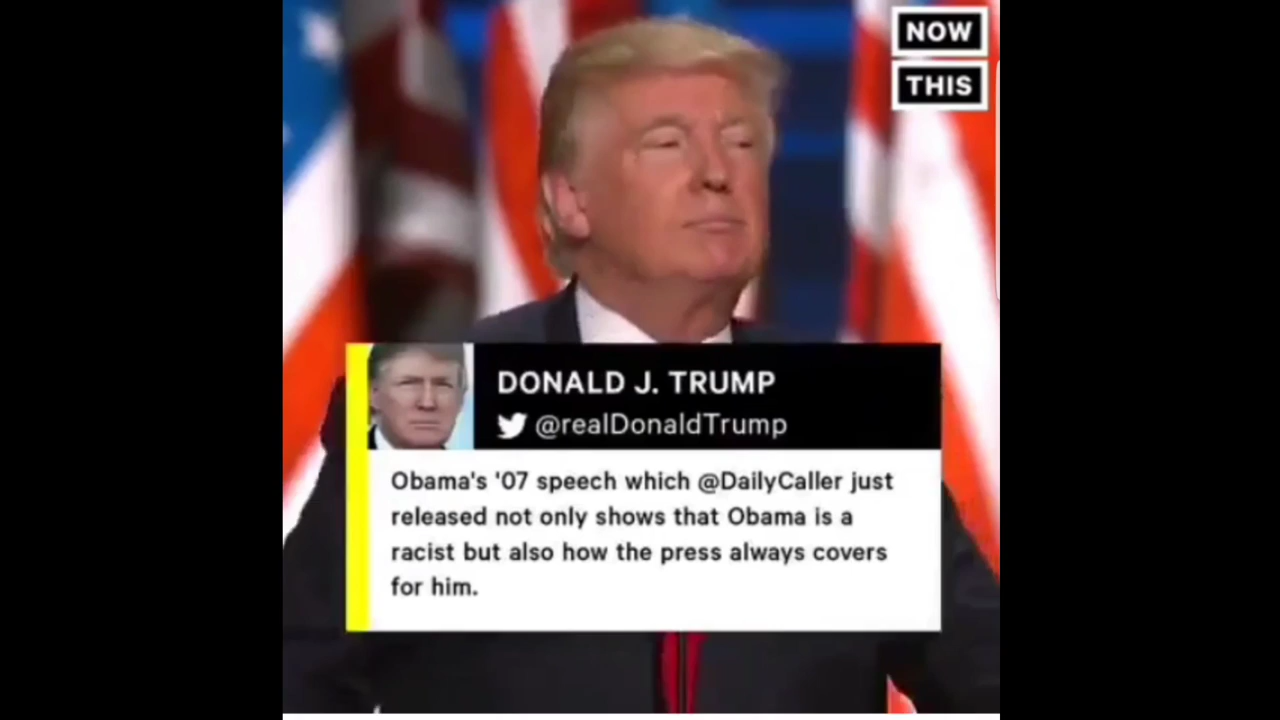 NOW
THIS
DONALD J. TRUMP
@realDonaldTrump
Obama's '07 speech which @DailyCaller just
released not only shows that Obama is a
racist but also how the press always covers
for him.